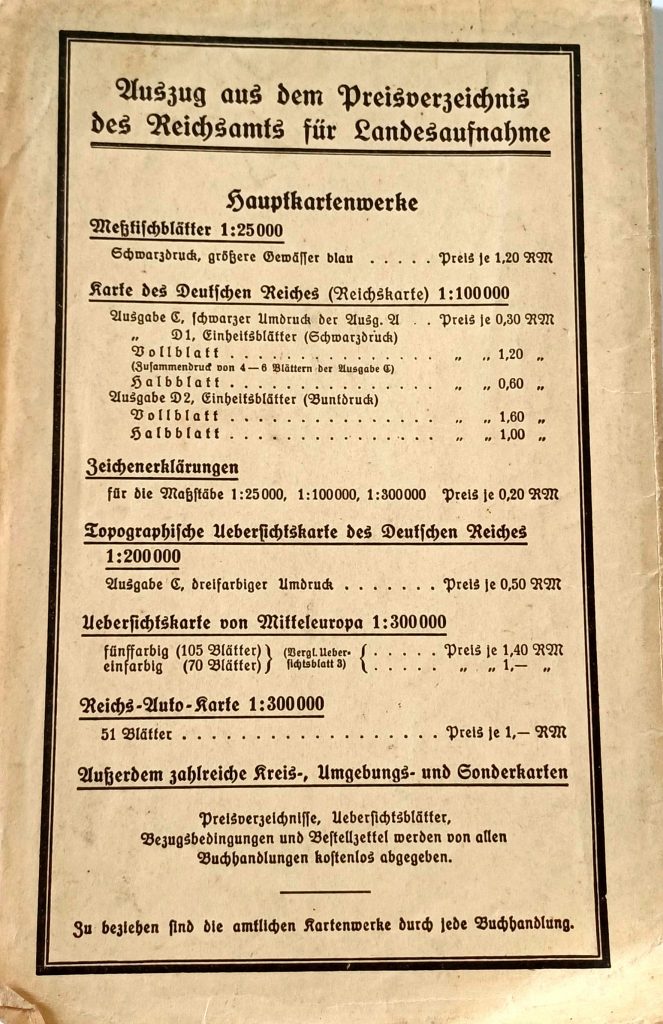 Auszug aus dem Preisverzeichnis
des Reichsamts für Landesaufnahme
Hauptkartenwerke
Meßtischblätter 1:25000
Schwarzdruck, größere Gewässer blau . . . . . Preis je 1,20 RM
Karte des Deutschen Reiches (Reichskarte) 1:100000
Ausgabe C, schwarzer Umdruck der Ausg. A . . Preis je 0,30 RM
„ D1, Einheitsblätter (Schwarzdruck)
Vollblatt . . . . . . . . . . . . . . „ „ 1,20 „
(Zusammendruck von 4—6 Blättern der Ausgabe C)
Halbblatt . . . . . . . . . . . . . . „ „ 0,60 „
Ausgabe D2, Einheitsblätter (Buntdruck)
Vollblatt . . . . . . . . . . . . . . „ „ 1,60 „
Halbblatt . . . . . . . . . . . . . . „ „ 1,00 „
Zeichenerklärungen
für die Maßstäbe 1:25000, 1:100000, 1:300000 Preis je 0,20 RM
Topographische Uebersichtskarte des Deutschen Reiches
1:200000
Ausgabe C, dreifarbiger Umdruck . . . . . . . Preis je 0,50 RM
Uebersichtskarte von Mitteleuropa 1:300000
fünffarbig (105 Blätter) } (Vergl. Ueber- { . . . . . Preis je 1,40 RM
einfarbig (70 Blätter) } sichtsblatt 3) { . . . . . „ „ 1,— „
Reichs-Auto-Karte 1:300000
51 Blätter . . . . . . . . . . . . . . . . . Preis je 1,— RM
Außerdem zahlreiche Kreis-, Umgebungs- und Sonderkarten
Preisverzeichnisse, Uebersichtsblätter,
Bezugsbedingungen und Bestellzettel werden von allen
Buchhandlungen kostenlos abgegeben.
Zu beziehen sind die amtlichen Kartenwerke durch jede Buchhandlung.